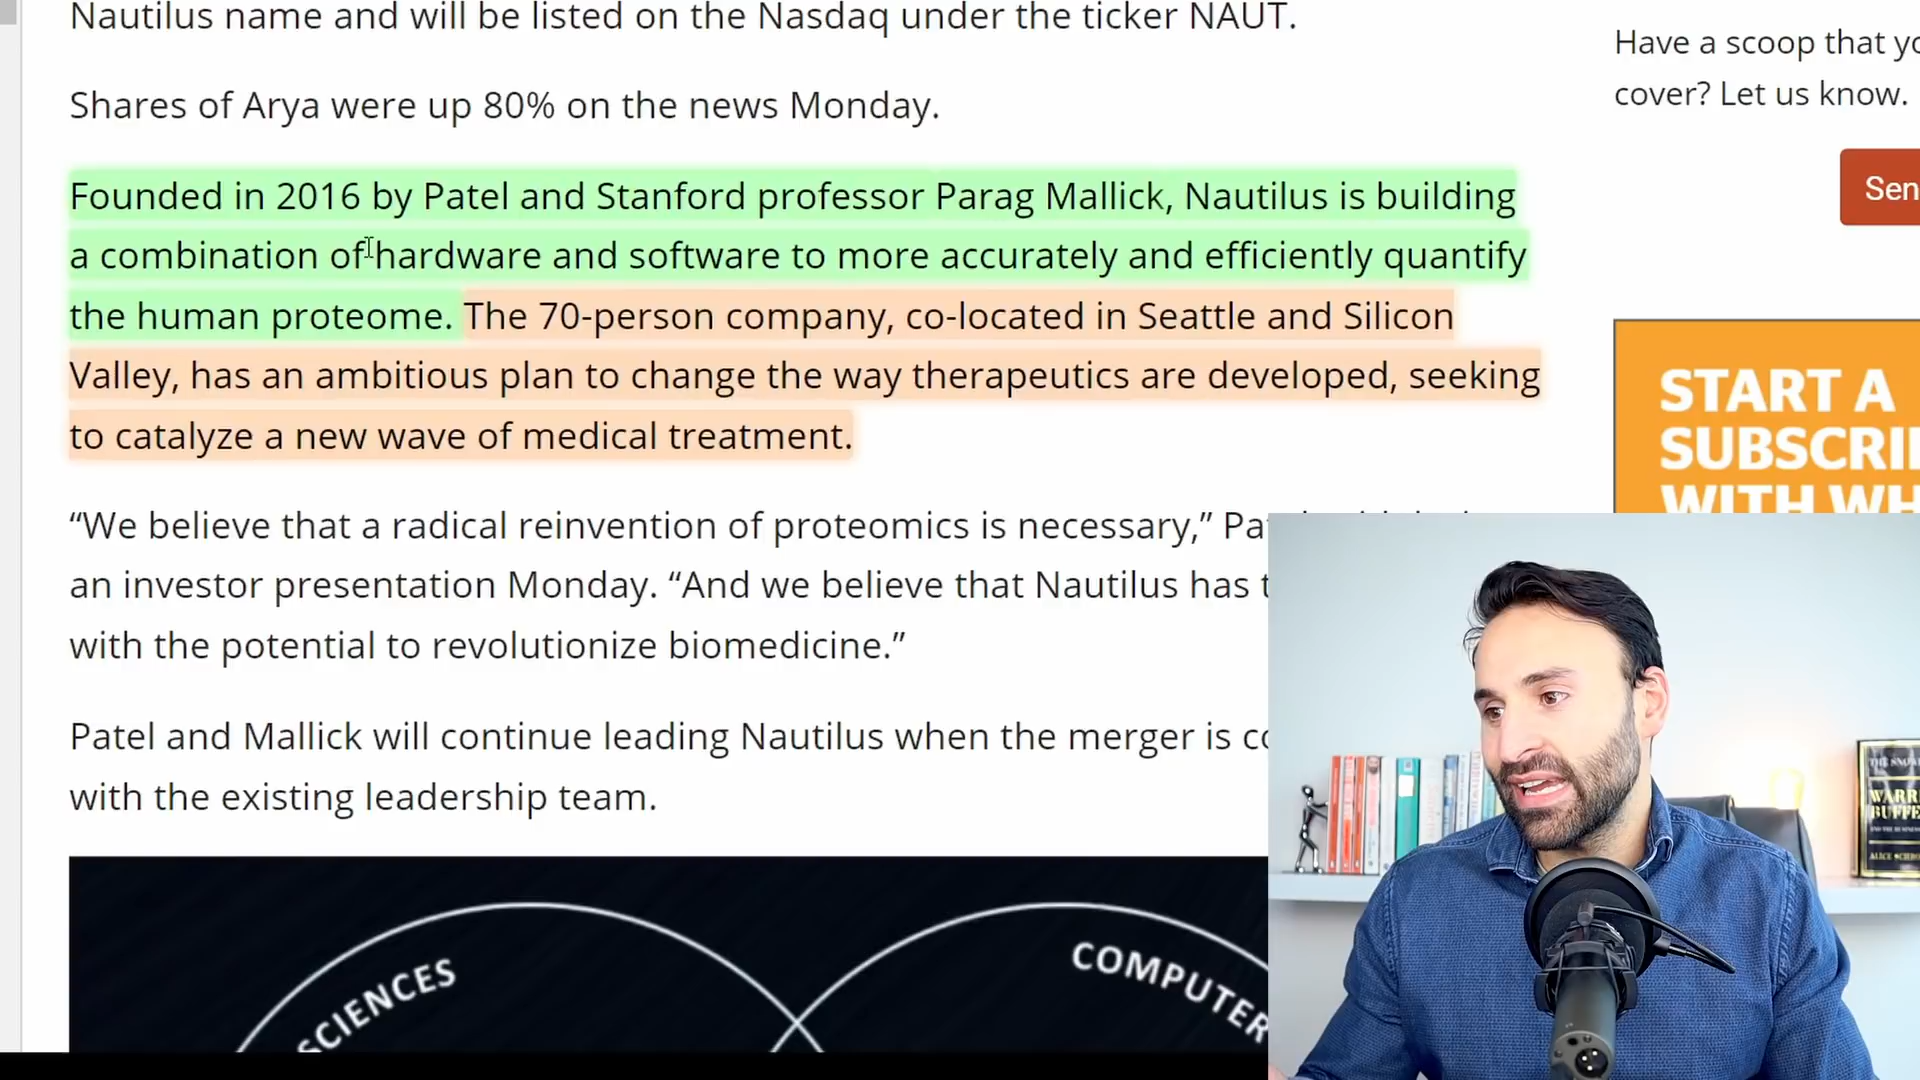 Nautilus name and will be listed on the Nasdaq under the ticker NAUT.
Shares of Arya were up 80% on the news Monday.
Founded in 2016 by Patel and Stanford professor Parag Mallick, Nautilus is building
a combination of hardware and software to more accurately and efficiently quantify
the human proteome. The 70-person company, co-located in Seattle and Silicon
Valley, has an ambitious plan to change the way therapeutics are developed, seeking
to catalyze a new wave of medical treatment.
“We believe that a radical reinvention of proteomics is necessary,”
an investor presentation Monday. “And we believe that Nautilus has
with the potential to revolutionize biomedicine.”
Patel and Mallick will continue leading Nautilus when the merger is
with the existing leadership team.
SCIENCES
COMPUTER
Have a scoop that
cover? Let us know.
START A
WITH
WARR
BUFFE